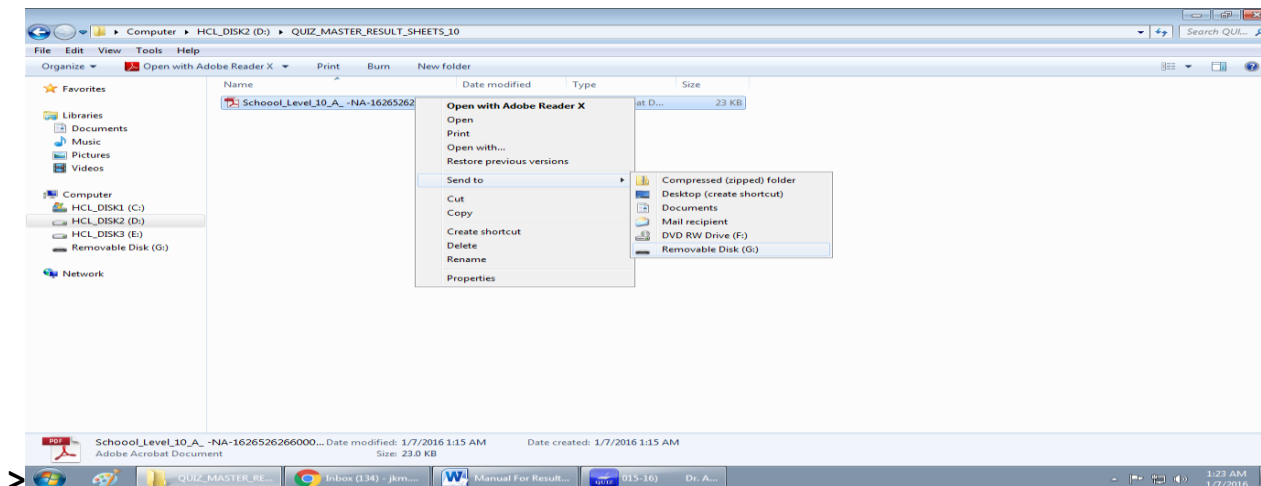 Computer HCL_DISK2 (D:) QUIZ_MASTER_RESULT_SHEETS_10
Search QUI...
File Edit View Tools Help
Organize Open with Adobe Reader X Print Burn New folder
Name Date modified Type Size
Schoool_Level_10_A_ -NA-16265262 at D... 23 KB
Favorites
Libraries
Documents
Music
Pictures
Videos
Computer
HCL_DISK1 (C:)
HCL_DISK2 (D:)
HCL_DISK3 (E:)
Removable Disk (G:)
Network
Open with Adobe Reader X
Open
Print
Open with...
Restore previous versions
Send to
Cut
Copy
Create shortcut
Delete
Rename
Properties
Compressed (zipped) folder
Desktop (create shortcut)
Documents
Mail recipient
DVD RW Drive (F:)
Removable Disk (G:)
PDF
Schoool_Level_10_A_ -NA-1626526266000... Date modified: 1/7/2016 1:15 AM Date created: 1/7/2016 1:15 AM
Adobe Acrobat Document Size: 23.0 KB
>
QUIZ_MASTER_RE... Inbox (134) - jkm.... Manual For Result... QUIZ 015-16) Dr. A... 1:23 AM
1/7/2016